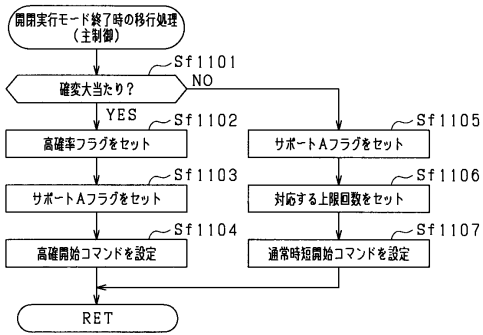 開閉実行モード終了時の移行処理
(主制御)
Sf1101
確変大当たり?
NO
YES
Sf1102
高確率フラグをセット
Sf1103
サポートAフラグをセット
Sf1104
高確開始コマンドを設定
Sf1105
サポートAフラグをセット
Sf1106
対応する上限回数をセット
Sf1107
通常時短開始コマンドを設定
RET